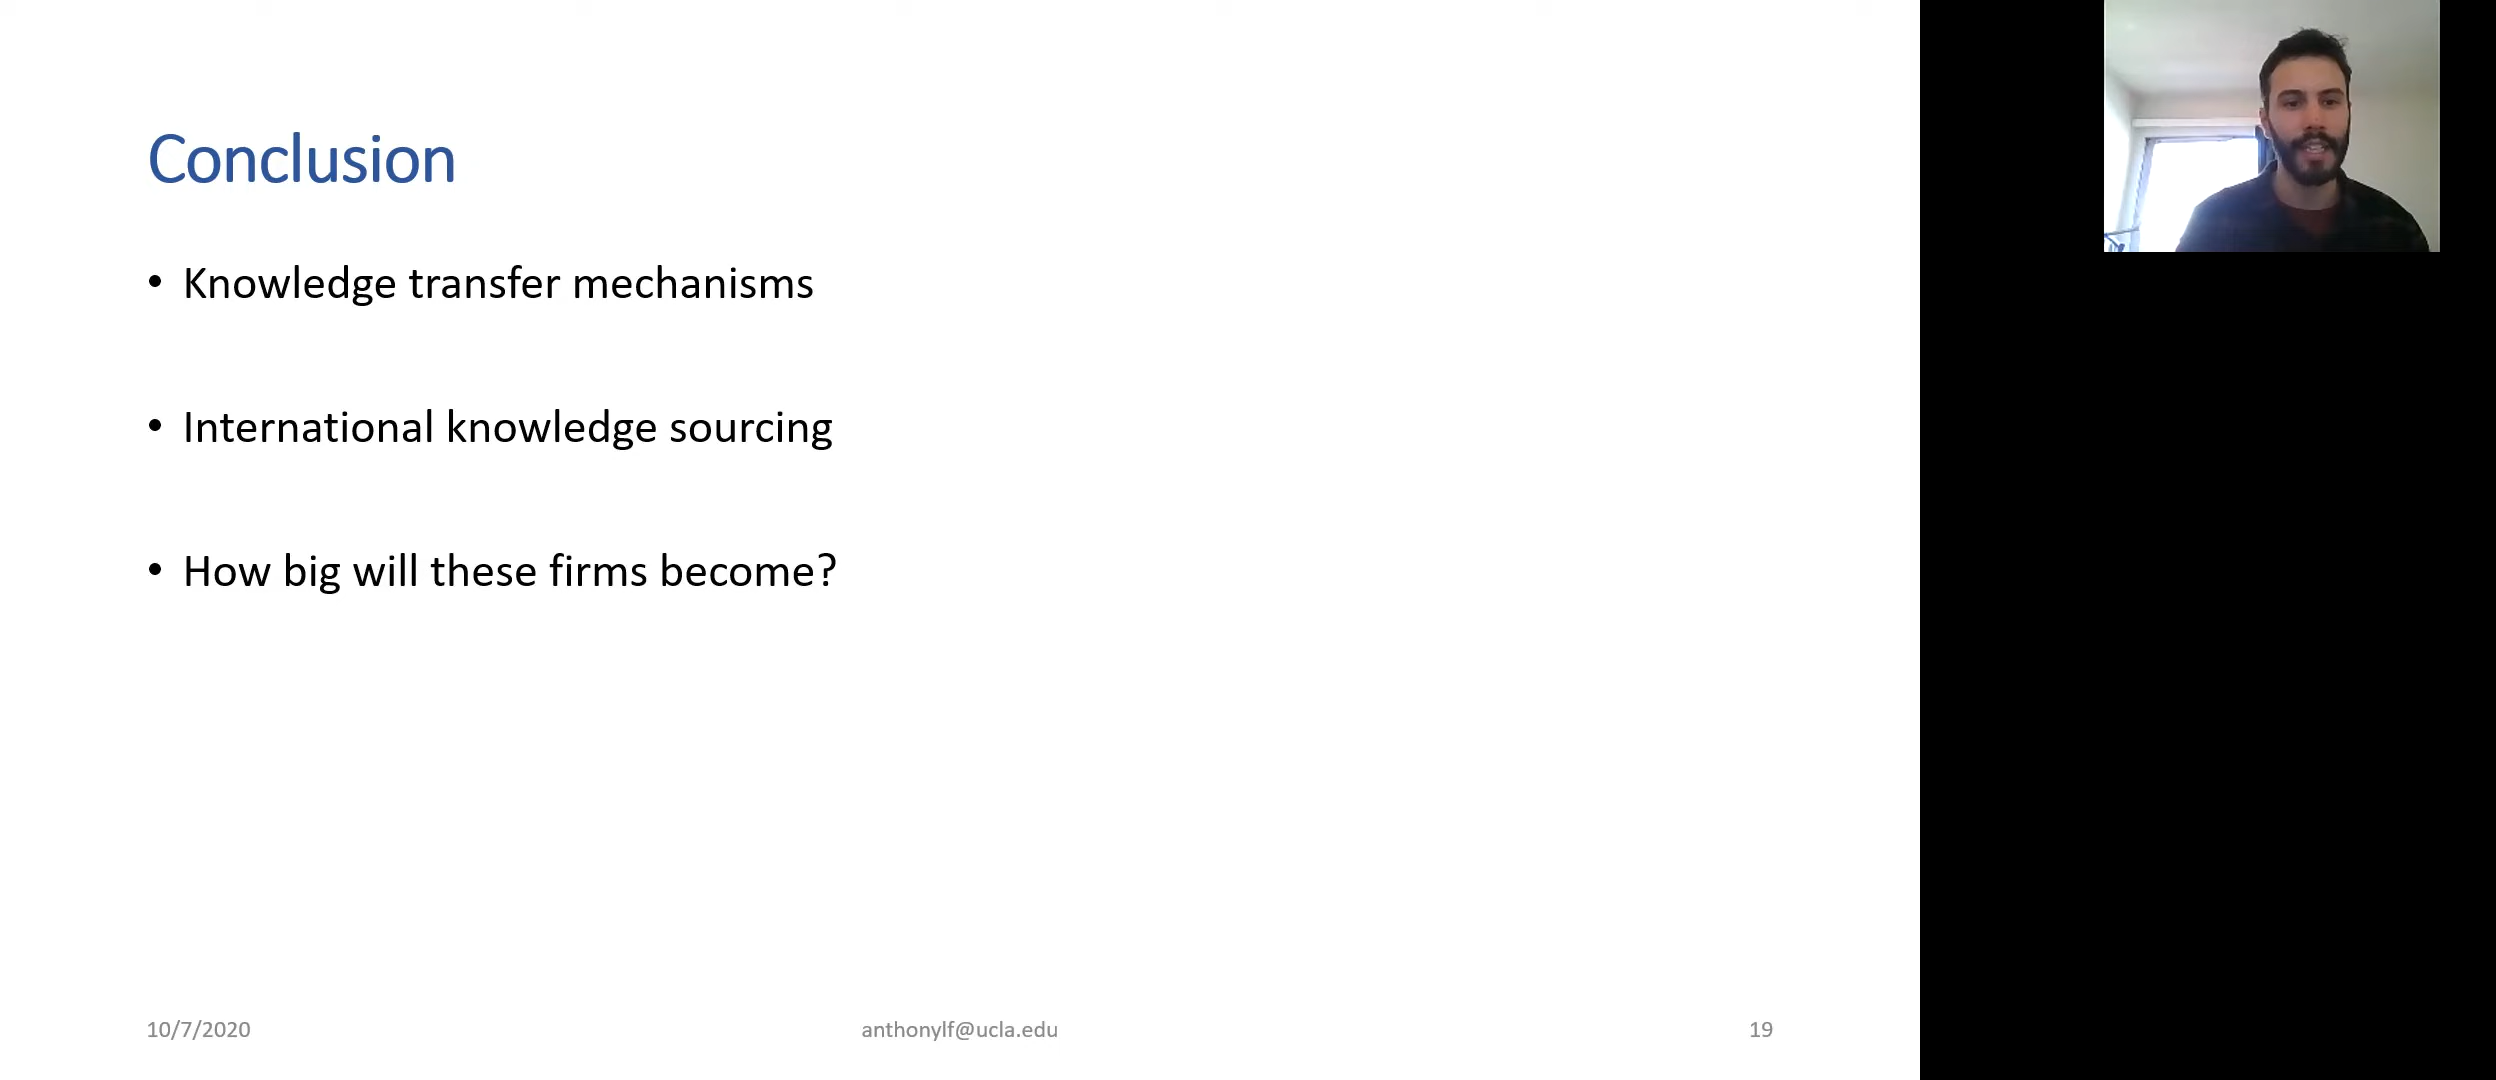 Conclusion
• Knowledge transfer mechanisms
• International knowledge sourcing
• How big will these firms become?
10/7/2020
anthonylf@ucla.edu
19